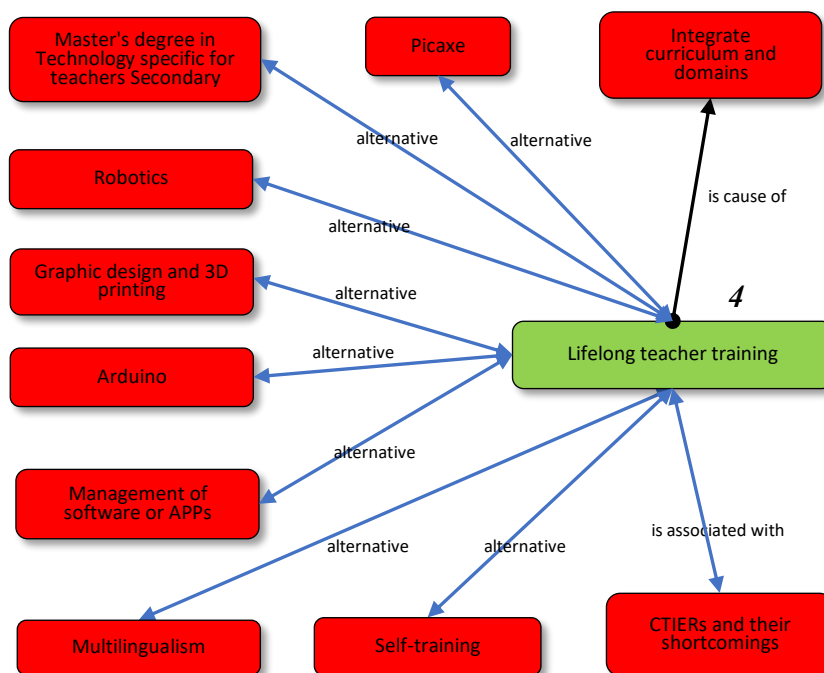 Master's degree in
Technology specific for
teachers Secondary
Picaxe
Integrate
curriculum and
domains
alternative
alternative
Robotics
is cause of
alternative
Graphic design and 3D
printing
alternative
4
Arduino
alternative
Lifelong teacher training
alternative
Management of
software or APPs
alternative
alternative
is associated with
Multilingualism
Self-training
CTIERs and their
shortcomings